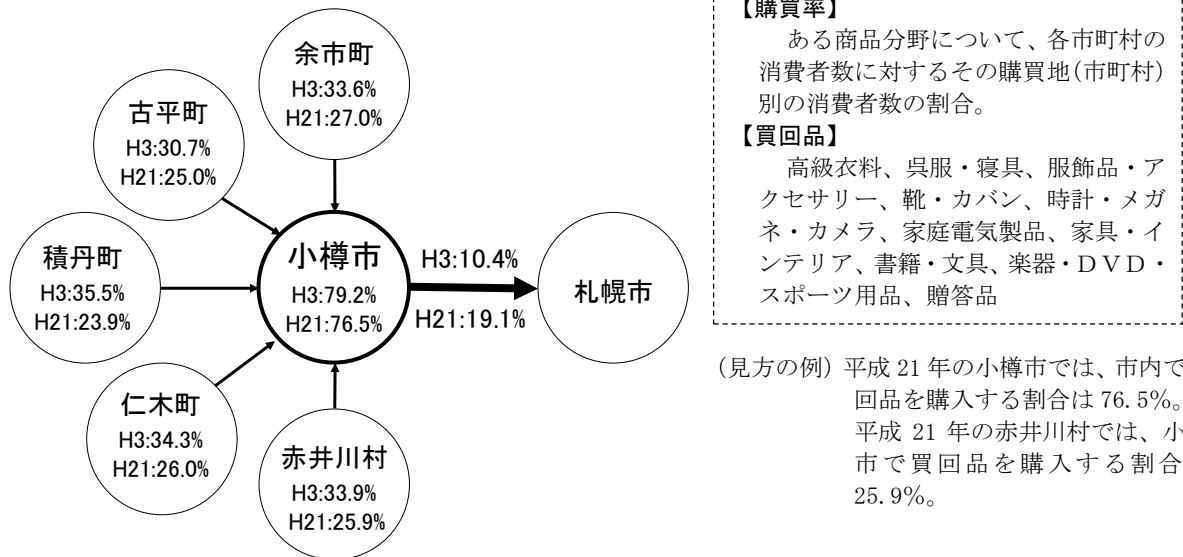 余市町
H3:33.6%
H21:27.0%
古平町
H3:30.7%
H21:25.0%
積丹町
H3:35.5%
H21:23.9%
小樽市
H3:79.2%
H21:76.5%
H3:10.4%
H21:19.1%
札幌市
仁木町
H3:34.3%
H21:26.0%
赤井川村
H3:33.9%
H21:25.9%
【購買率】
ある商品分野について、各市町村の
消費者数に対するその購買地(市町村)
別の消費者数の割合。
【買回品】
高級衣料、呉服・寝具、服飾品・ア
クセサリー、靴・カバン、時計・メガ
ネ・カメラ、家庭電気製品、家具・イ
ンテリア、書籍・文具、楽器・DVD・
スポーツ用品、贈答品
(見方の例) 平成 21 年の小樽市では、市内で
回品を購入する割合は 76.5%。
平成 21 年の赤井川村では、小
市で買回品を購入する割合
25.9%。